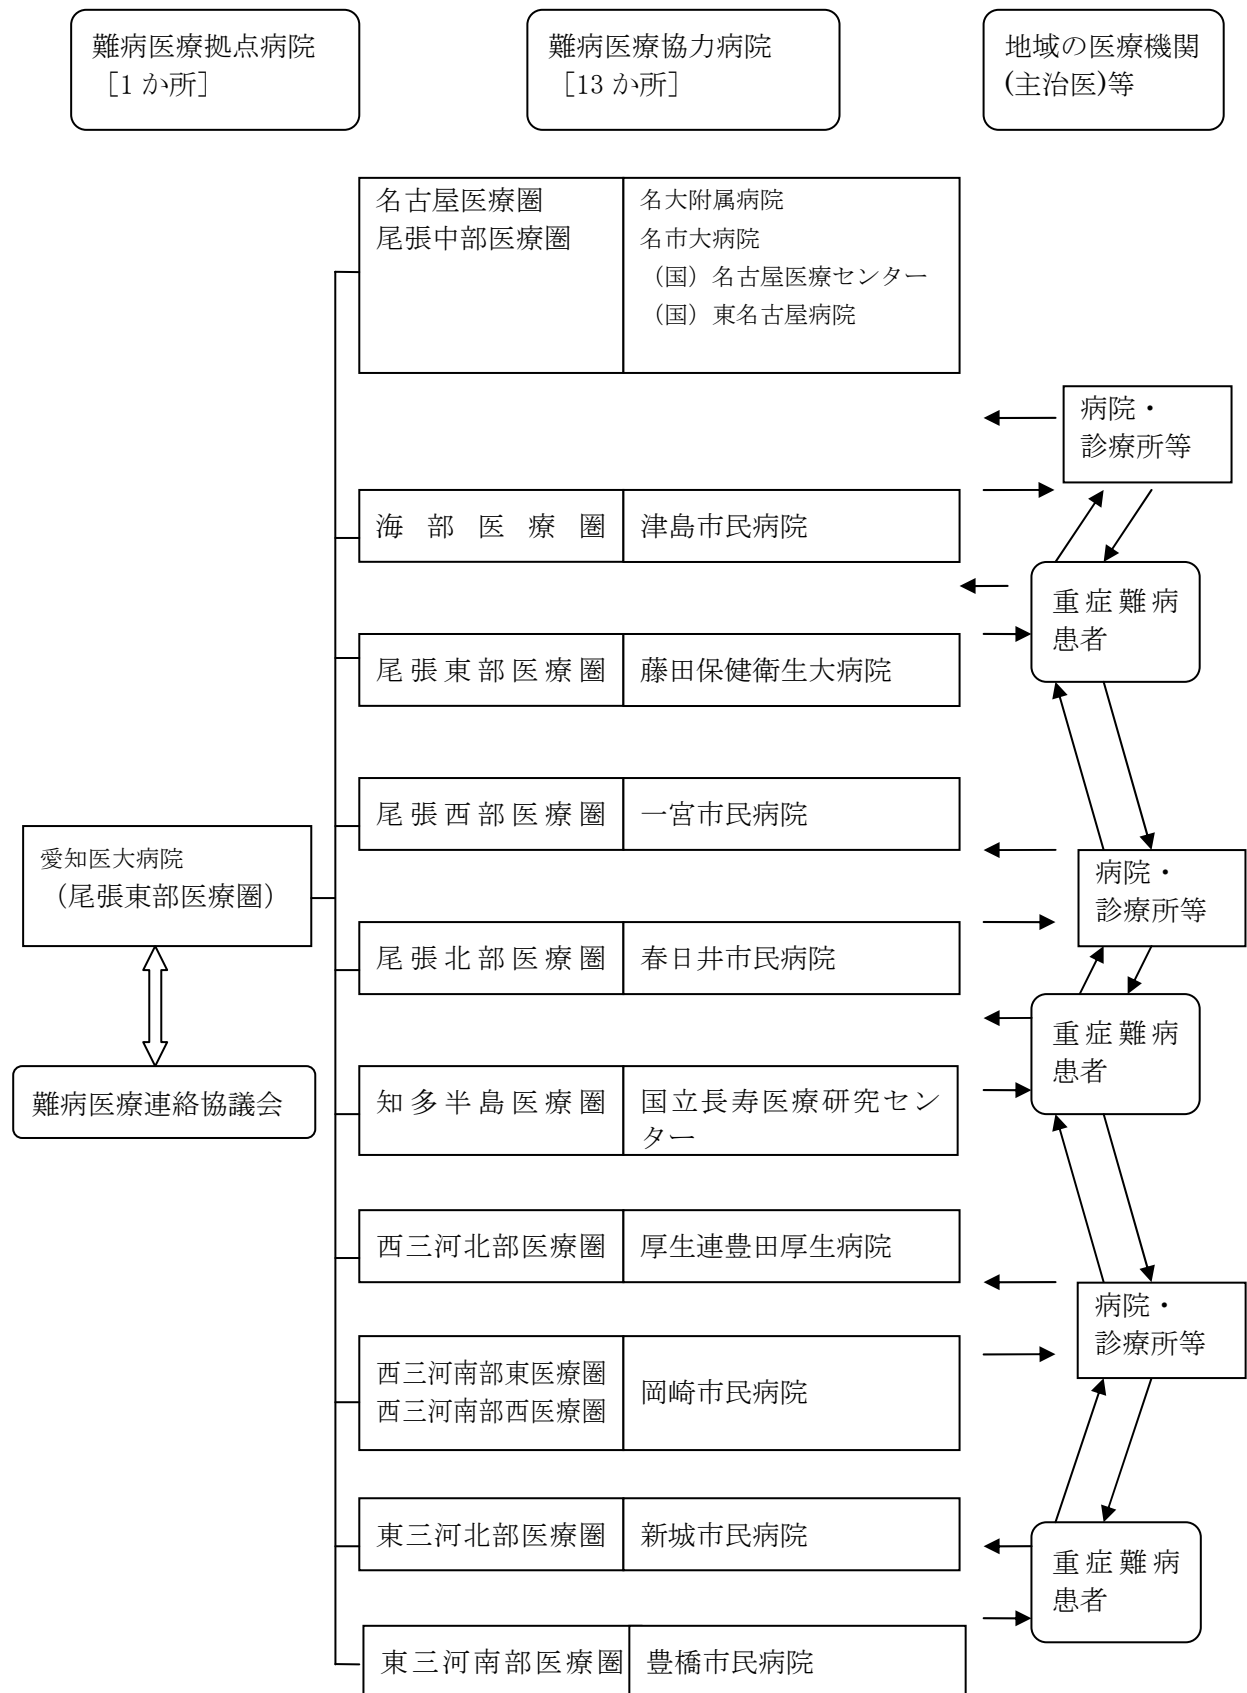 難病医療拠点病院
［1か所］
難病医療協力病院
［13か所］
地域の医療機関
(主治医)等
名古屋医療圏
尾張中部医療圏
名大附属病院
名市大病院
（国）名古屋医療センター
（国）東名古屋病院
病院・
診療所等
海部医療圏
津島市民病院
重症難病
患者
尾張東部医療圏
藤田保健衛生大病院
尾張西部医療圏
一宮市民病院
愛知医大病院
（尾張東部医療圏）
病院・
診療所等
尾張北部医療圏
春日井市民病院
重症難病
患者
難病医療連絡協議会
知多半島医療圏
国立長寿医療研究セン
ター
西三河北部医療圏
厚生連豊田厚生病院
病院・
診療所等
西三河南部東医療圏
西三河南部西医療圏
岡崎市民病院
東三河北部医療圏
新城市民病院
重症難病
患者
東三河南部医療圏
豊橋市民病院